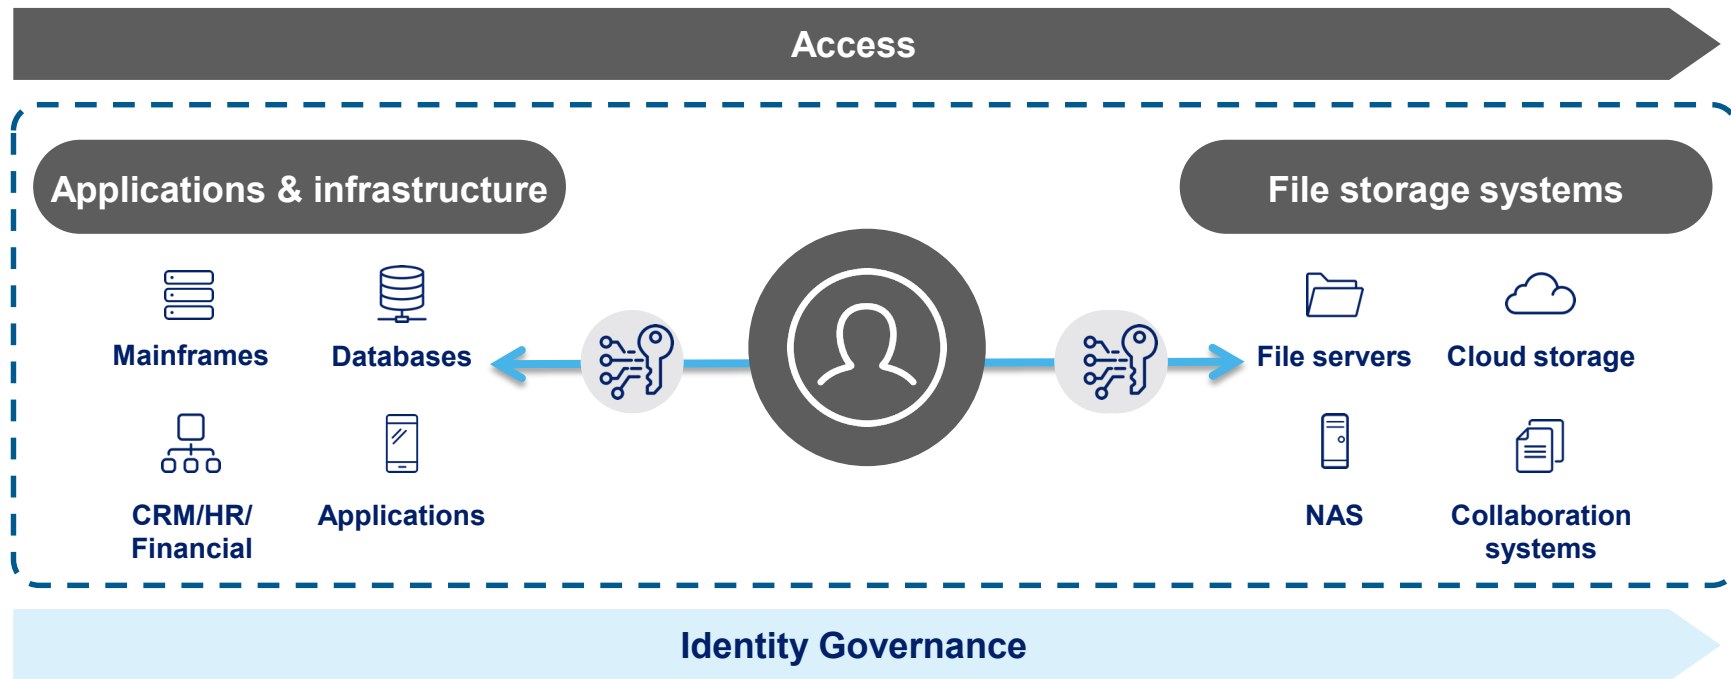 Access
Applications & infrastructure
File storage systems
Mainframes
Databases
File servers
Cloud storage
CRM/HR/
Financial
Applications
NAS
Collaboration
systems
Identity Governance